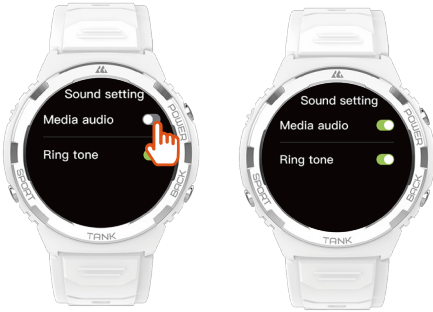 Sound setting
Media audio
Ring tone
POWER
SPORT
BACK
TANK
Sound setting
Media audio
Ring tone
POWER
SPORT
BACK
TANK